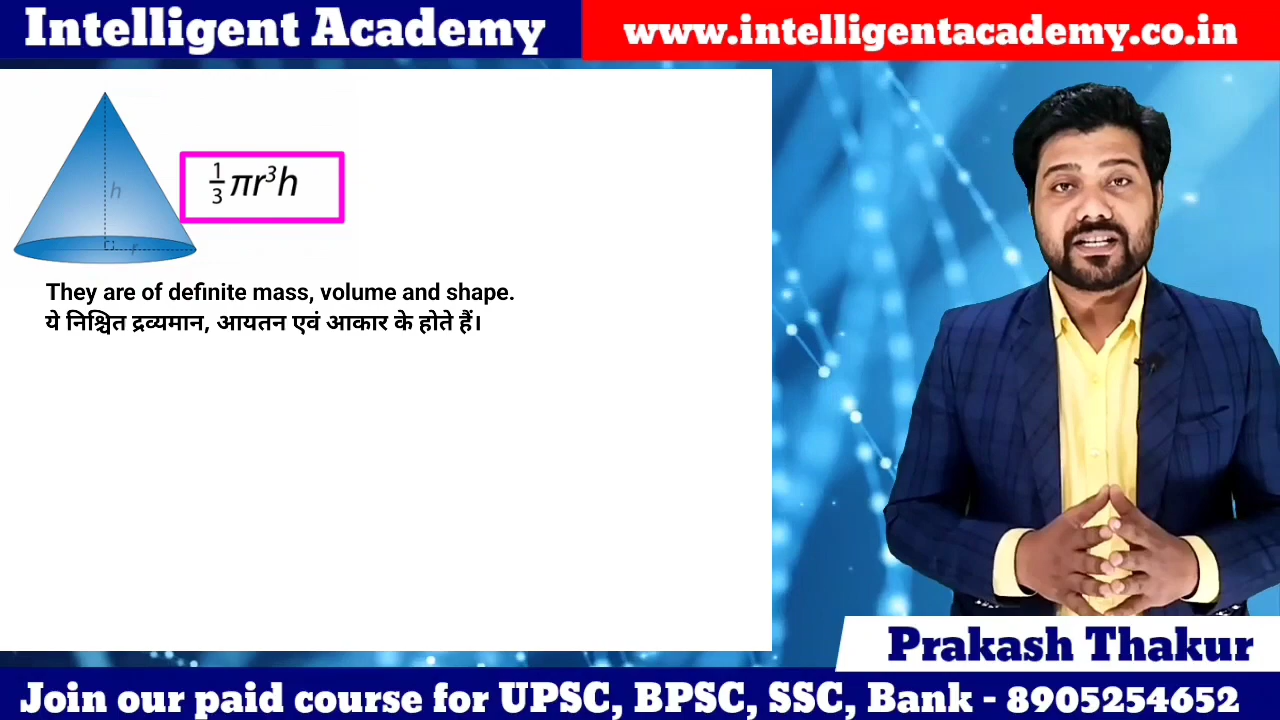 Intelligent Academy
www.intelligentacademy.co.in
h
1/3 πr³h
r
They are of definite mass, volume and shape.
ये निश्चित द्रव्यमान, आयतन एवं आकार के होते हैं।
Prakash Thakur
Join our paid course for UPSC, BPSC, SSC, Bank - 8905254652